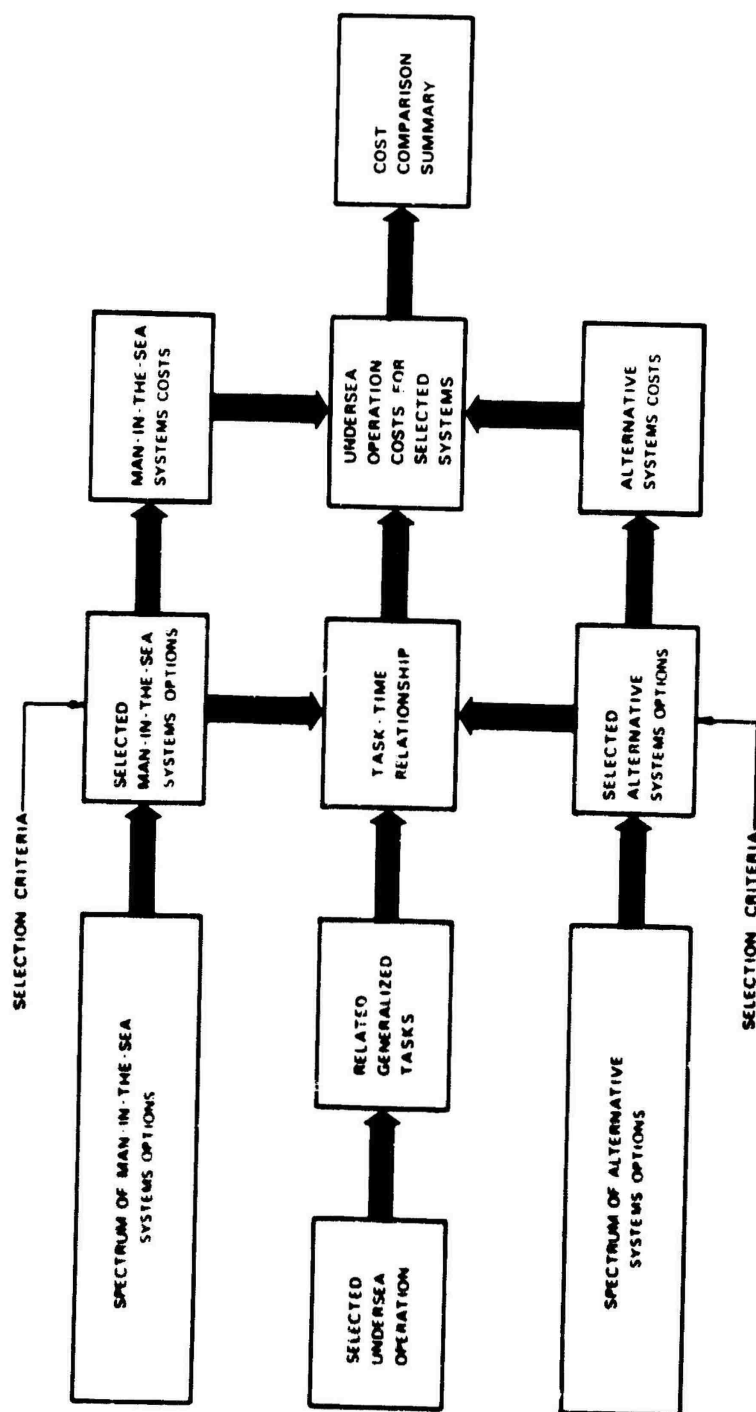 SELECTION CRITERIA
SPECTRUM OF MAN-IN-THE-SEA
SYSTEMS OPTIONS
SELECTED
MAN-IN-THE-SEA
SYSTEMS OPTIONS
MAN-IN-THE-SEA
SYSTEMS COSTS
SELECTED
UNDERSEA
OPERATION
RELATED
GENERALIZED
TASKS
TASK-TIME
RELATIONSHIP
UNDERSEA
OPERATION
COSTS FOR
SELECTED
SYSTEMS
COST
COMPARISON
SUMMARY
SPECTRUM OF ALTERNATIVE
SYSTEMS OPTIONS
SELECTED
ALTERNATIVE
SYSTEMS OPTIONS
ALTERNATIVE
SYSTEMS COSTS
SELECTION CRITERIA